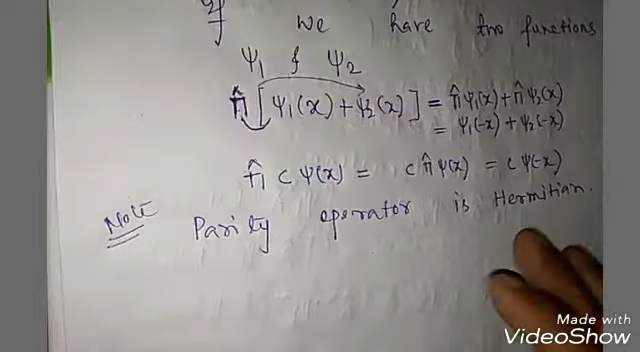 If we have two functions
Ψ₁ & Ψ₂
π̂ [Ψ₁(x) + Ψ₂(x)] = π̂Ψ₁(x) + π̂Ψ₂(x)
= Ψ₁(-x) + Ψ₂(-x)
π̂ c Ψ(x) = c π̂ Ψ(x) = c Ψ(-x)
Note Parity operator is Hermitian.
Made with
VideoShow